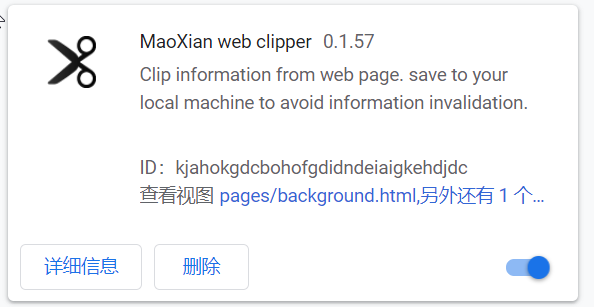 MaoXian web clipper 0.1.57
Clip information from web page. save to your
local machine to avoid information invalidation.
ID：kjahokgdcbohofgdidndeiaigkehdjdc
查看视图 pages/background.html,另外还有 1 个...
详细信息 删除